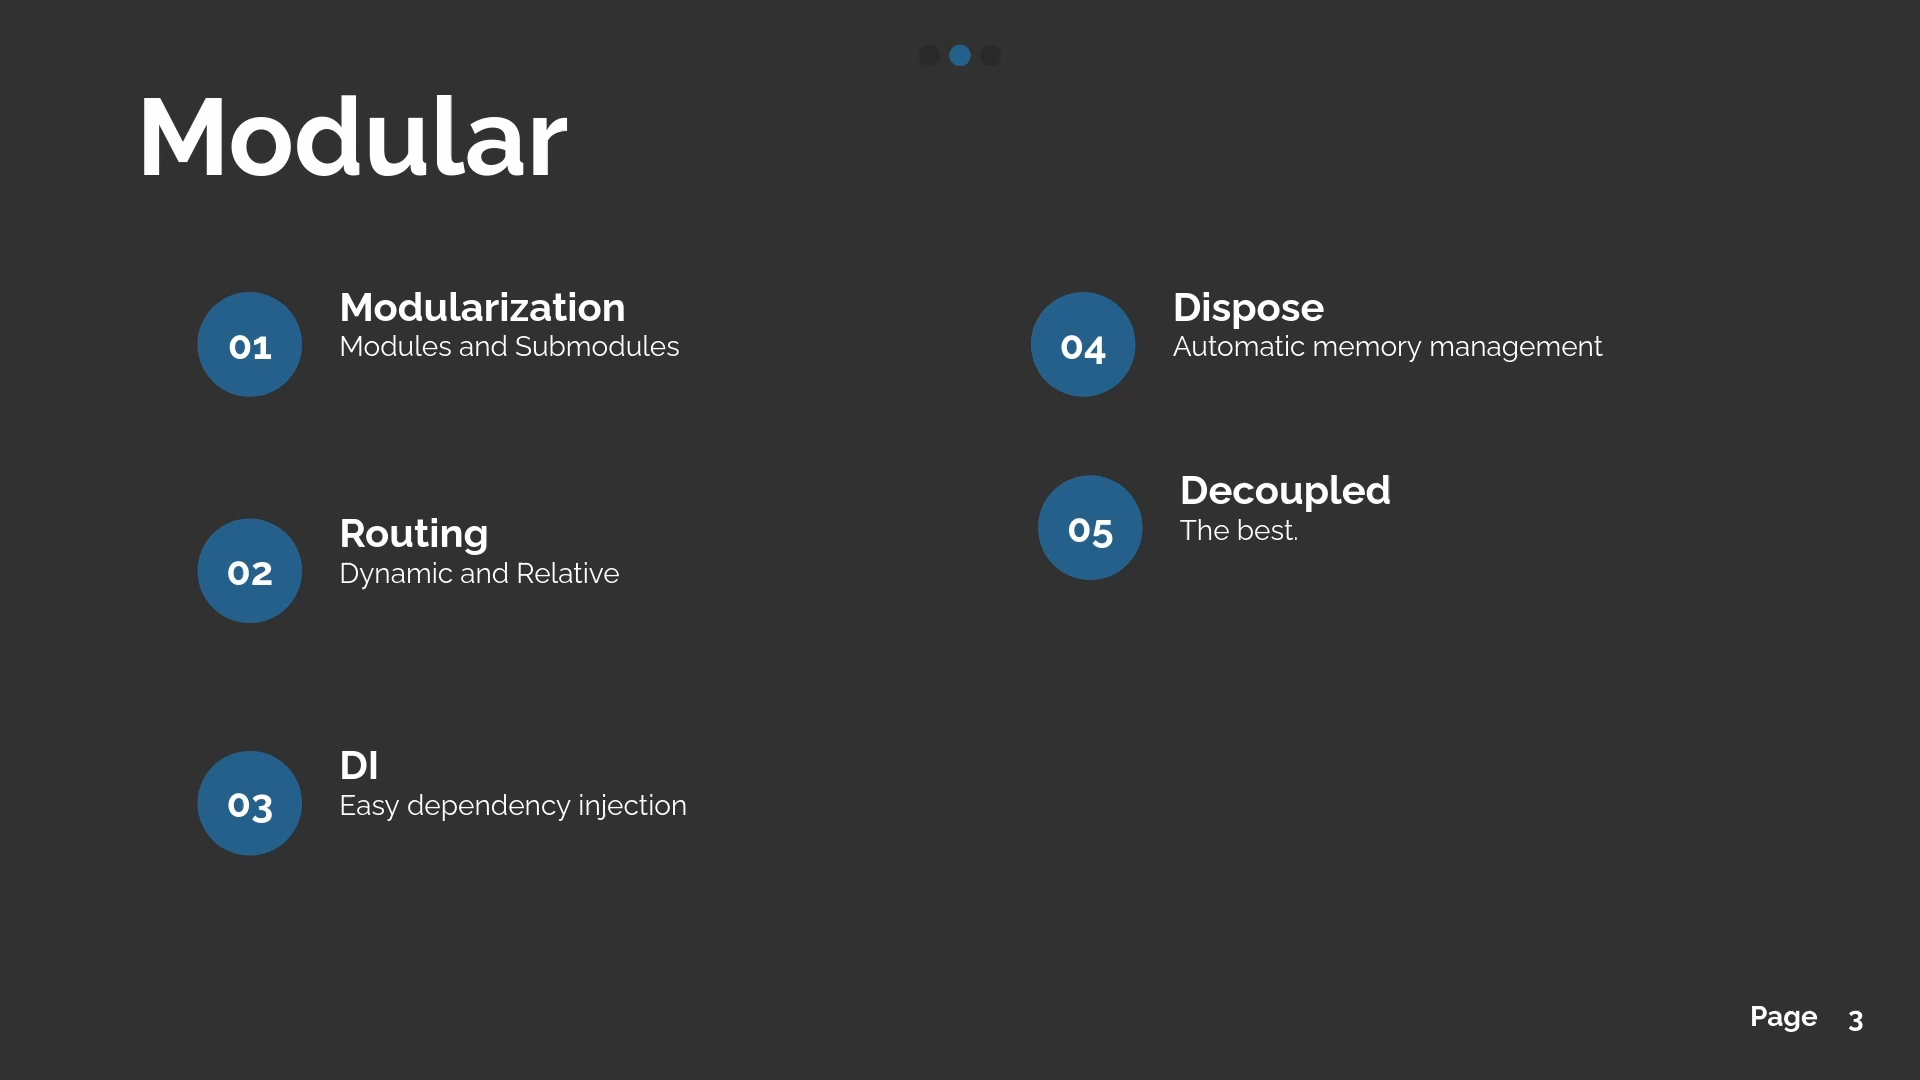 Modular
01
Modularization
Modules and Submodules
02
Routing
Dynamic and Relative
03
DI
Easy dependency injection
04
Dispose
Automatic memory management
05
Decoupled
The best.
Page 3